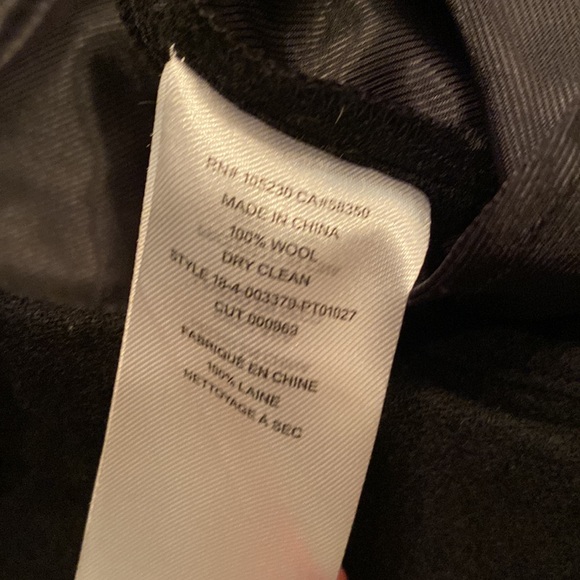 RN# 105230 CA#58350
MADE IN CHINA
100% WOOL
DRY CLEAN
STYLE 19-4-003379-PT01027
CUT 000969
FABRIQUÉ EN CHINE
100% LAINE
NETTOYAGE À SEC